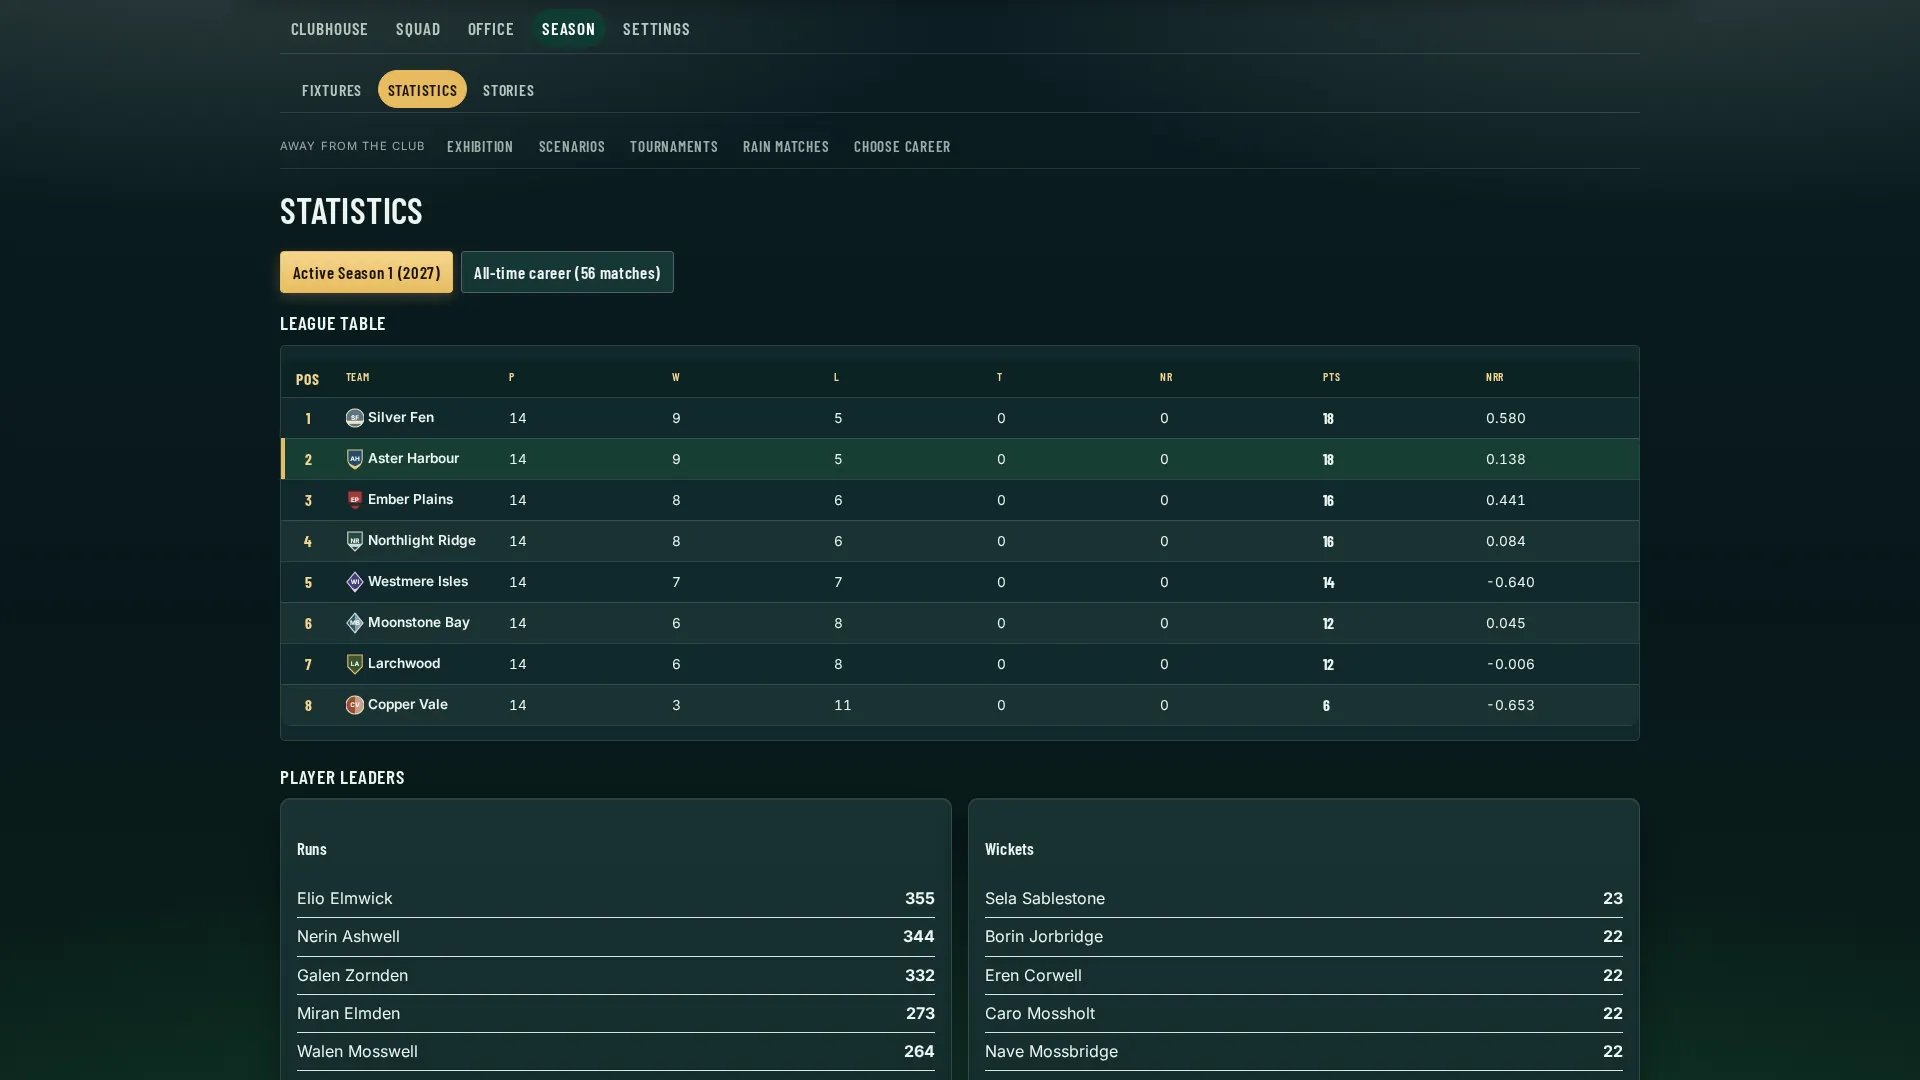 CLUBHOUSE SQUAD OFFICE SEASON SETTINGS
FIXTURES STATISTICS STORIES
AWAY FROM THE CLUB EXHIBITION SCENARIOS TOURNAMENTS RAIN MATCHES CHOOSE CAREER
STATISTICS
Active Season 1 (2027) All-time career (56 matches)
LEAGUE TABLE
POS TEAM P W L T NR PTS NRR
1 SF Silver Fen 14 9 5 0 0 18 0.580
2 AH Aster Harbour 14 9 5 0 0 18 0.138
3 EP Ember Plains 14 8 6 0 0 16 0.441
4 NR Northlight Ridge 14 8 6 0 0 16 0.084
5 WI Westmere Isles 14 7 7 0 0 14 -0.640
6 MB Moonstone Bay 14 6 8 0 0 12 0.045
7 LA Larchwood 14 6 8 0 0 12 -0.006
8 CV Copper Vale 14 3 11 0 0 6 -0.653
PLAYER LEADERS
Runs
Elio Elmwick 355
Nerin Ashwell 344
Galen Zornden 332
Miran Elmden 273
Walen Mosswell 264
Wickets
Sela Sablestone 23
Borin Jorbridge 22
Eren Corwell 22
Caro Mossholt 22
Nave Mossbridge 22